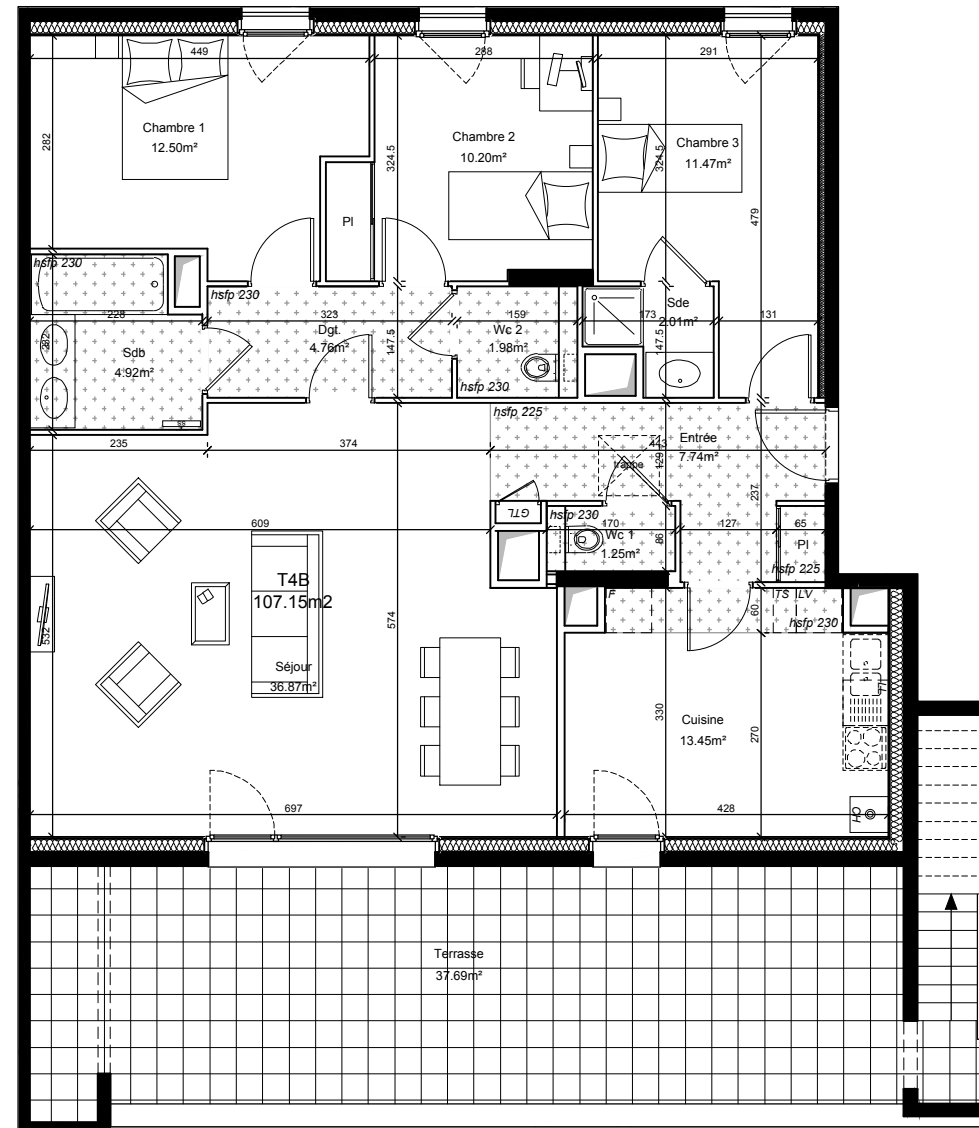 449
288
291
Chambre 1
12.50m²
Chambre 2
10.20m²
Chambre 3
11.47m²
282
324.5
324.5
479
Pl
hsfp 230
hsfp 230
228
323
159
173
131
Dgt.
4.76m²
147.5
Wc 2
1.98m²
hsfp 230
Sde
2.01m²
47.5
Sdb
4.92m²
SS
hsfp 225
235
374
443
Entrée
7.74m²
129
trappe
237
GTL
hsfp 230
609
170
127
65
Wc 1
1.25m²
86
Pl
hsfp 225
T4B
107.15m2
F
TS
LV
60
hsfp 230
532
574
Séjour
36.87m²
330
270
Cuisine
13.45m²
CH
697
428
Terrasse
37.69m²